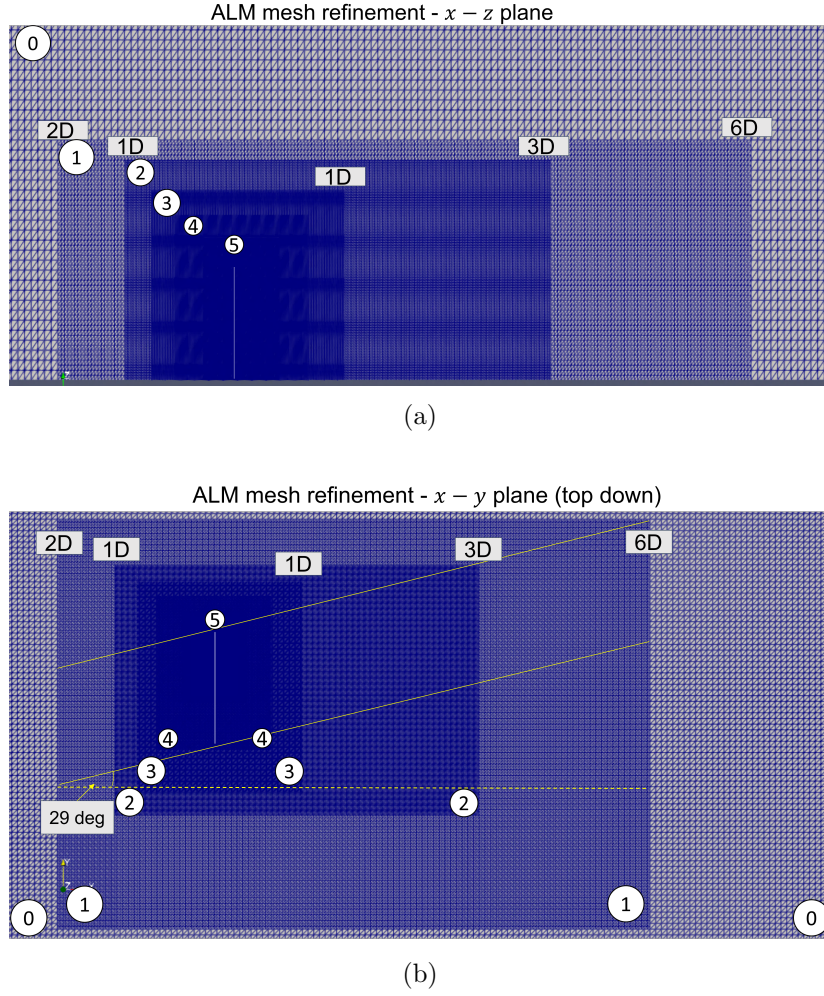 ALM mesh refinement - 𝑥 − 𝑧 plane
0
2D
1
1D
2
3
4
5
1D
3D
6D
(a)
ALM mesh refinement - 𝑥 − 𝑦 plane (top down)
2D
1D
1D
3D
6D
5
4
4
3
3
2
2
29 deg
Y
Z
1
1
0
0
(b)